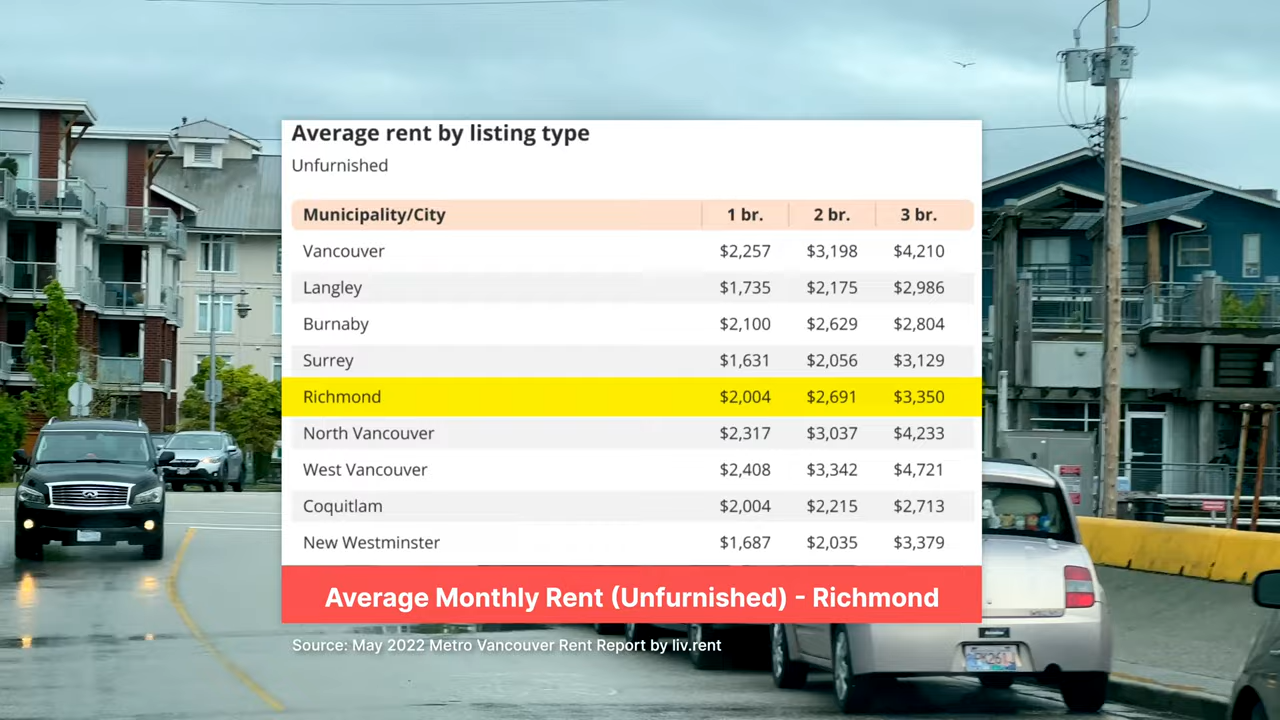 Average rent by listing type
Unfurnished
Municipality/City 1 br. 2 br. 3 br.
Vancouver $2,257 $3,198 $4,210
Langley $1,735 $2,175 $2,986
Burnaby $2,100 $2,629 $2,804
Surrey $1,631 $2,056 $3,129
Richmond $2,004 $2,691 $3,350
North Vancouver $2,317 $3,037 $4,233
West Vancouver $2,408 $3,342 $4,721
Coquitlam $2,004 $2,215 $2,713
New Westminster $1,687 $2,035 $3,379
Average Monthly Rent (Unfurnished) - Richmond
Source: May 2022 Metro Vancouver Rent Report by liv.rent